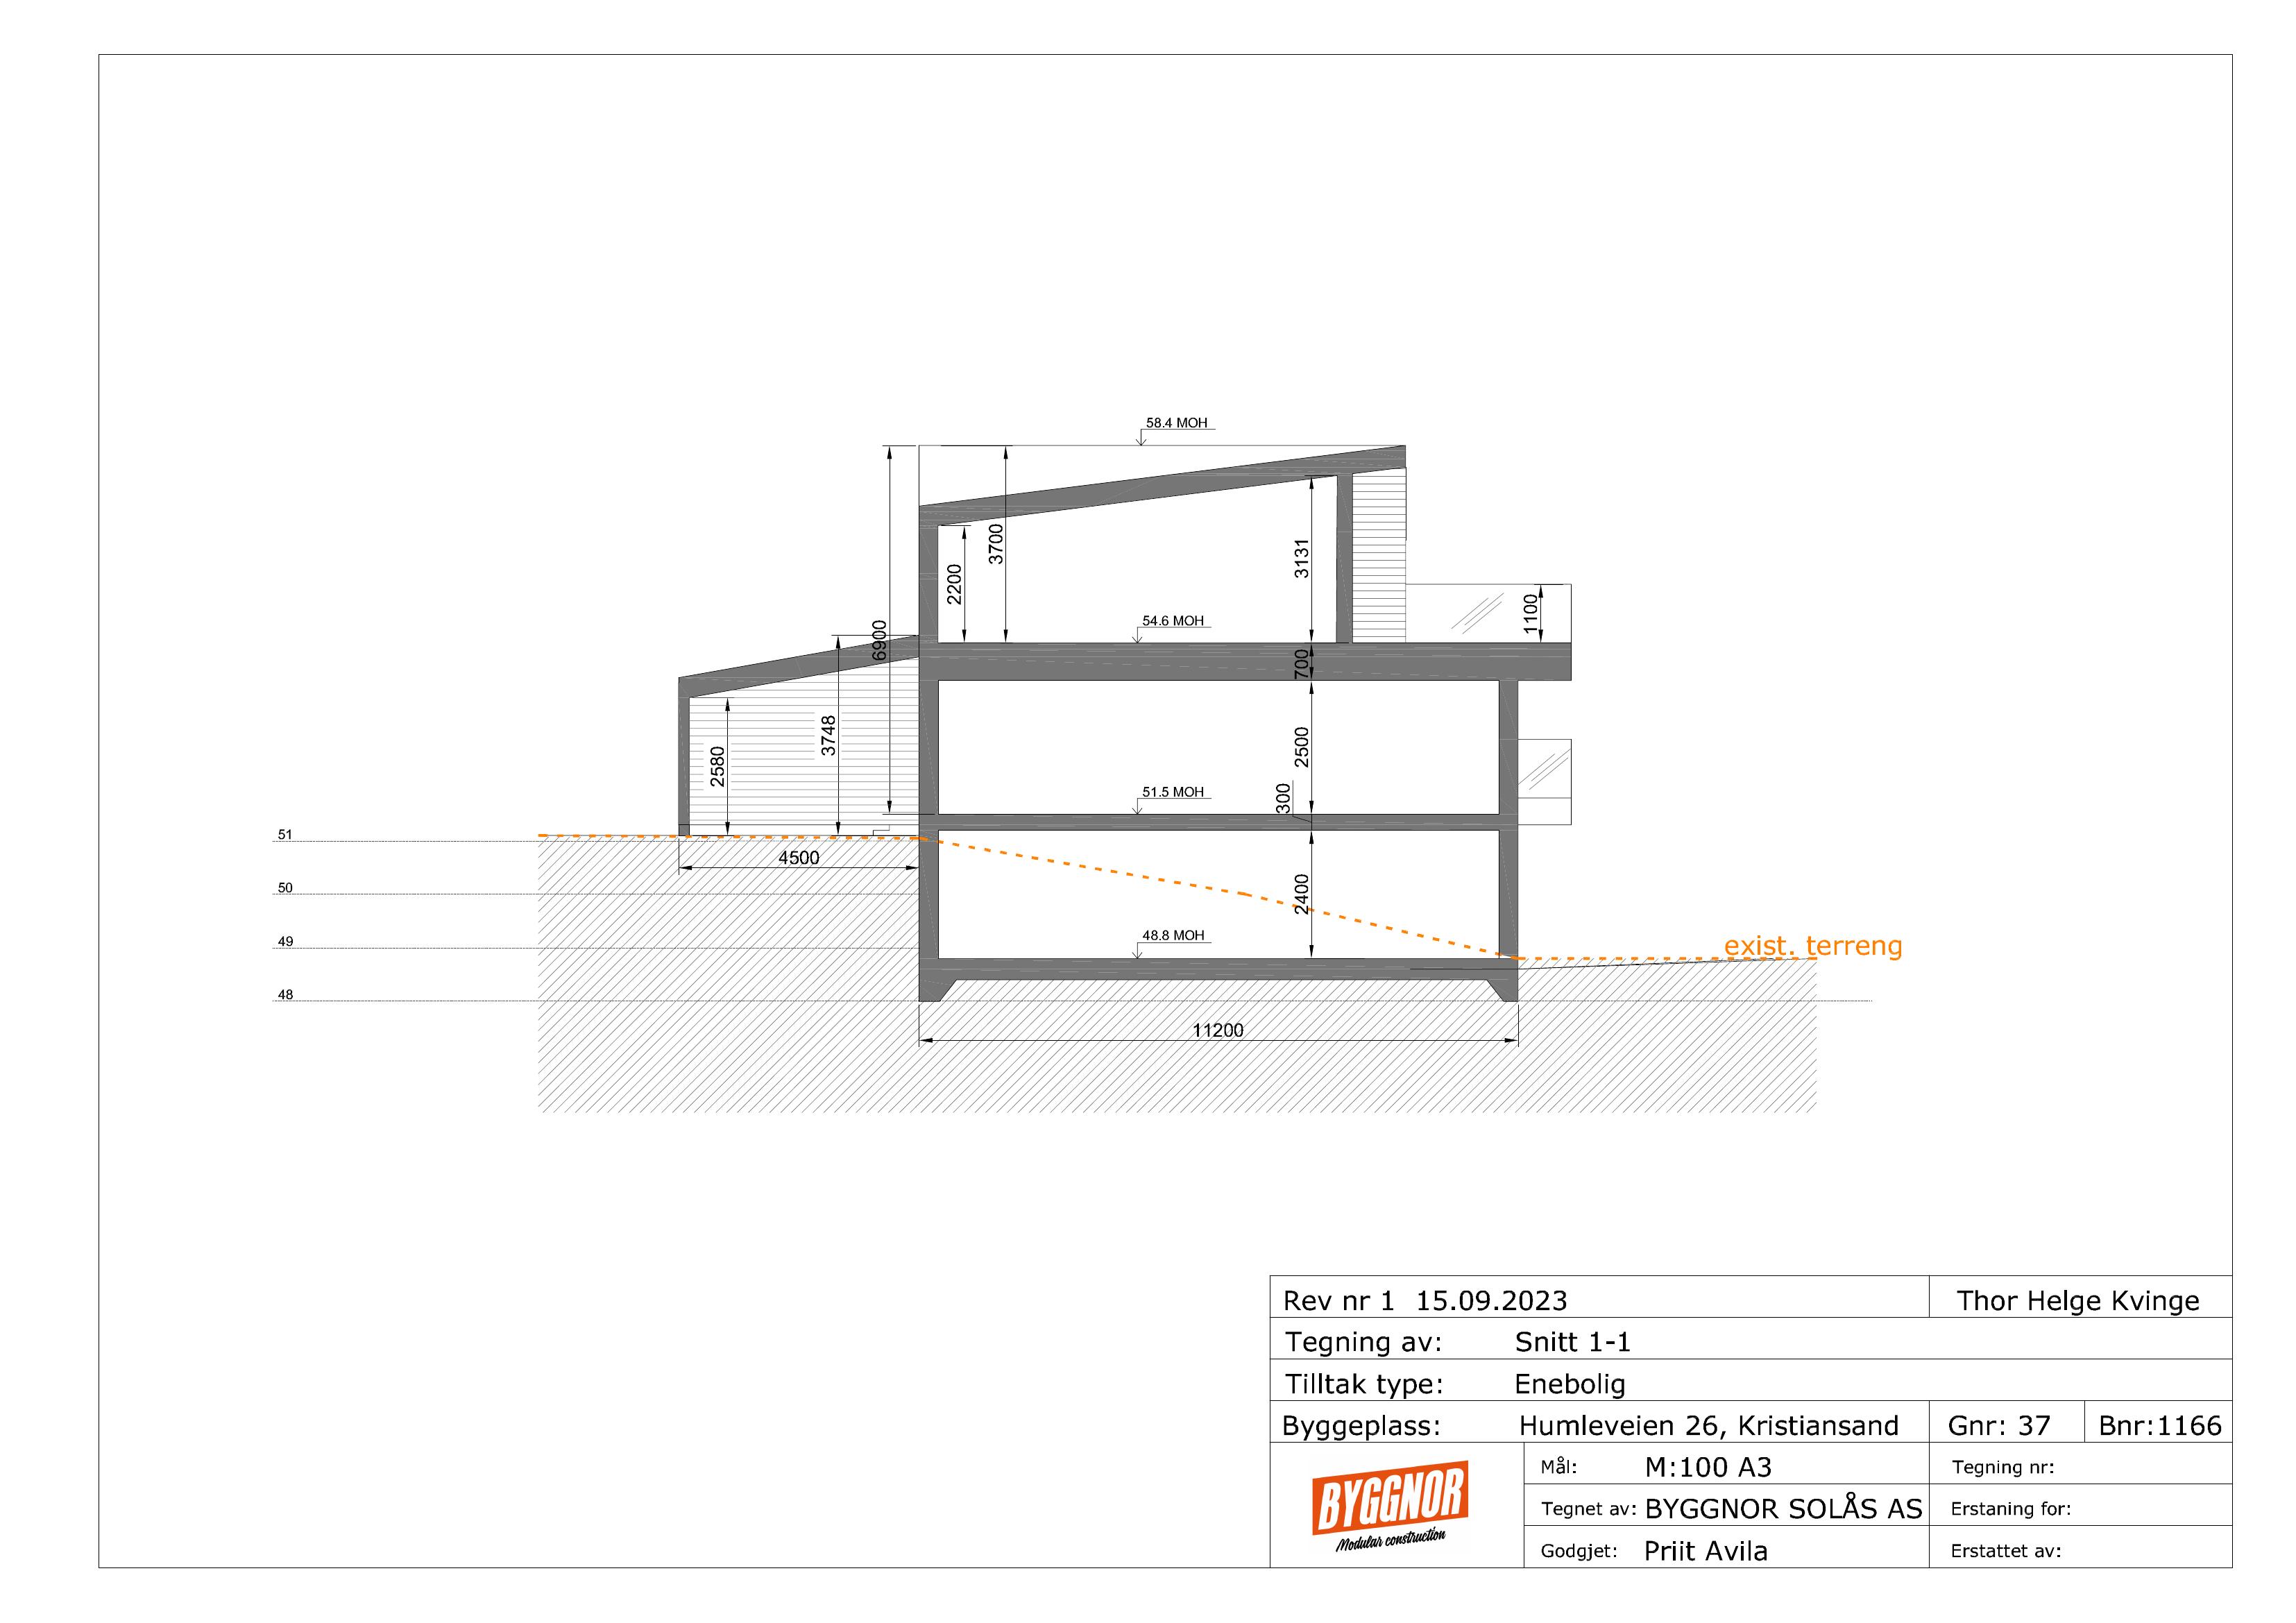 58.4 MOH
6900
3700
2200
3131
1100
54.6 MOH
700
3748
2580
2500
300
51.5 MOH
51
4500
50
2400
49
48.8 MOH
exist. terreng
48
11200
Rev nr 1 15.09.2023 Thor Helge Kvinge
Tegning av: Snitt 1-1
Tilltak type: Enebolig
Byggeplass: Humleveien 26, Kristiansand Gnr: 37 Bnr:1166
BYGGNOR
Modular construction
Mål: M:100 A3 Tegning nr:
Tegnet av: BYGGNOR SOLÅS AS Erstaning for:
Godgjet: Priit Avila Erstattet av: